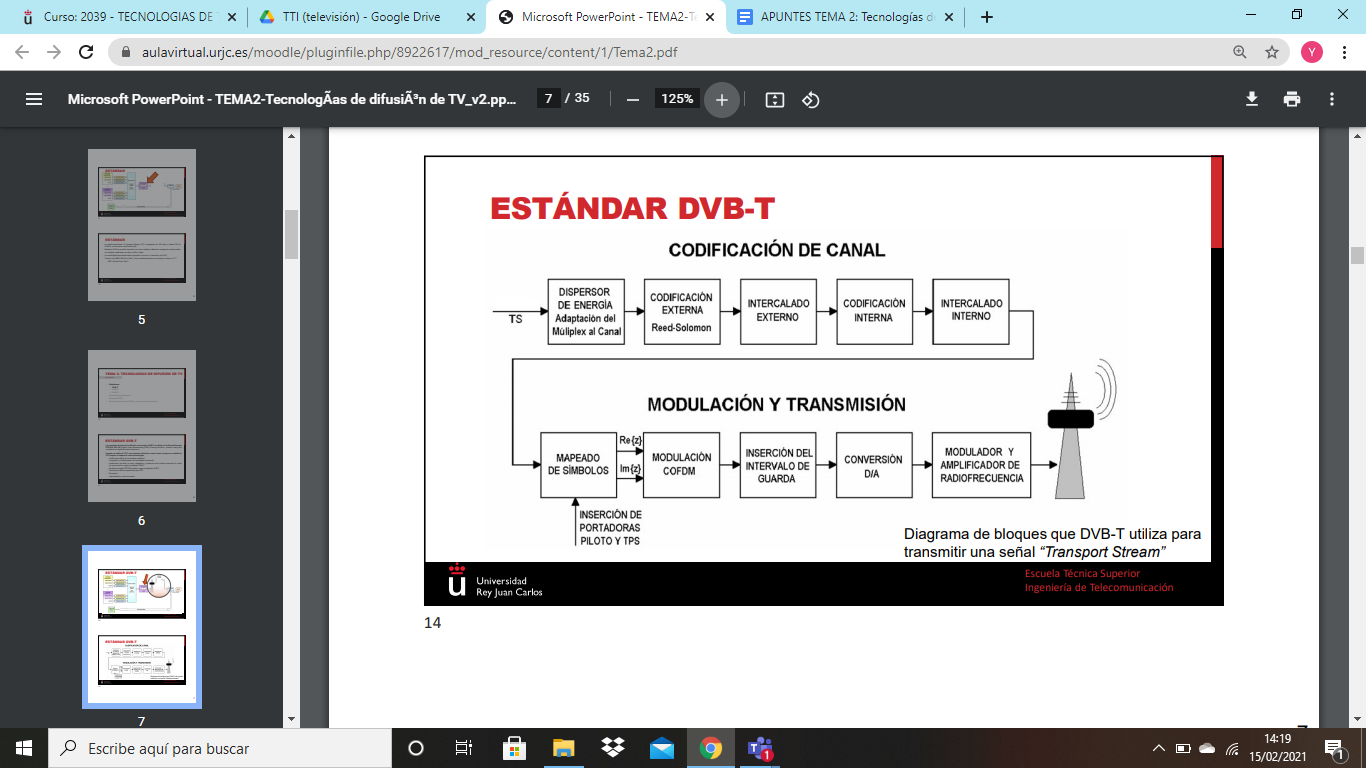 Curso: 2039 - TECNOLOGIAS DE T
TTI (televisión) - Google Drive
Microsoft PowerPoint - TEMA2-Te
APUNTES TEMA 2: Tecnologías de
aulavirtual.urjc.es/moodle/pluginfile.php/8922617/mod_resource/content/1/Tema2.pdf
Y
Microsoft PowerPoint - TEMA2-TecnologÃas de difusiÃ³n de TV_v2.pp...
7 / 35
125%
5
6
7
ESTÁNDAR DVB-T
CODIFICACIÓN DE CANAL
TS
DISPERSOR
DE ENERGÍA
Adaptación del
Múliplex al Canal
CODIFICACIÓN
EXTERNA
Reed-Solomon
INTERCALADO
EXTERNO
CODIFICACIÓN
INTERNA
INTERCALADO
INTERNO
MODULACIÓN Y TRANSMISIÓN
MAPEADO
DE SÍMBOLOS
Re{z}
Im{z}
MODULACIÓN
COFDM
INSERCIÓN DEL
INTERVALO DE
GUARDA
CONVERSIÓN
D/A
MODULADOR Y
AMPLIFICADOR DE
RADIOFRECUENCIA
INSERCIÓN DE
PORTADORAS
PILOTO Y TPS
Diagrama de bloques que DVB-T utiliza para
transmitir una señal “Transport Stream”
ü Universidad
Rey Juan Carlos
Escuela Técnica Superior
Ingeniería de Telecomunicación
14
Escribe aquí para buscar
1
14:19
15/02/2021
1